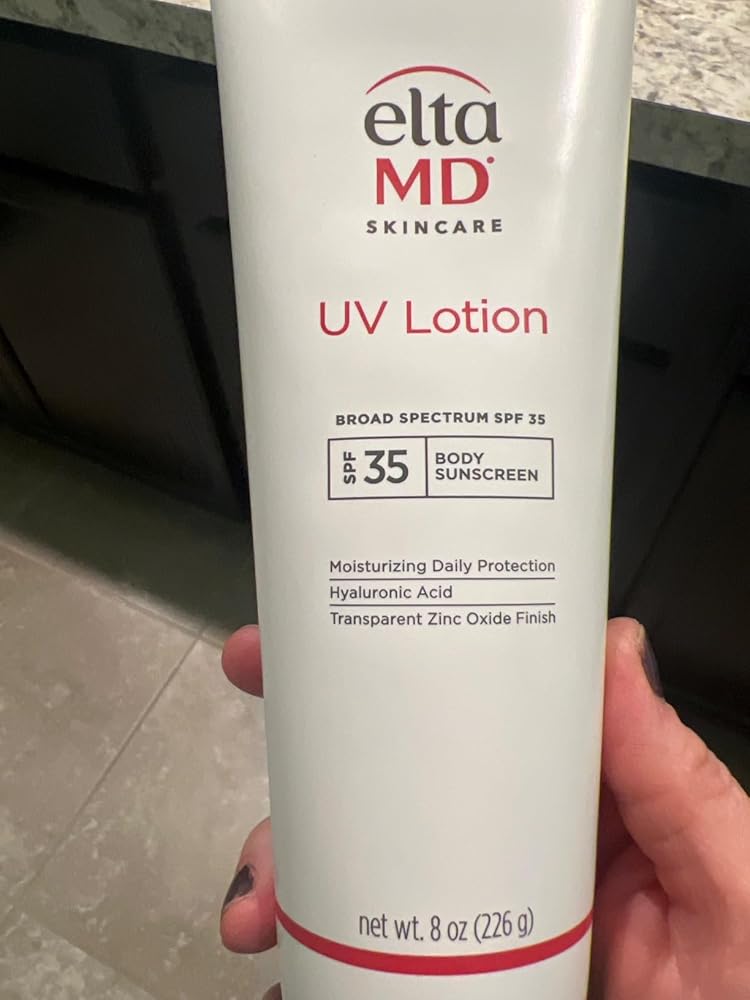 elta
MD
SKINCARE
UV Lotion
BROAD SPECTRUM SPF 35
SPF 35 BODY
SUNSCREEN
Moisturizing Daily Protection
Hyaluronic Acid
Transparent Zinc Oxide Finish
net wt. 8 oz (226 g)